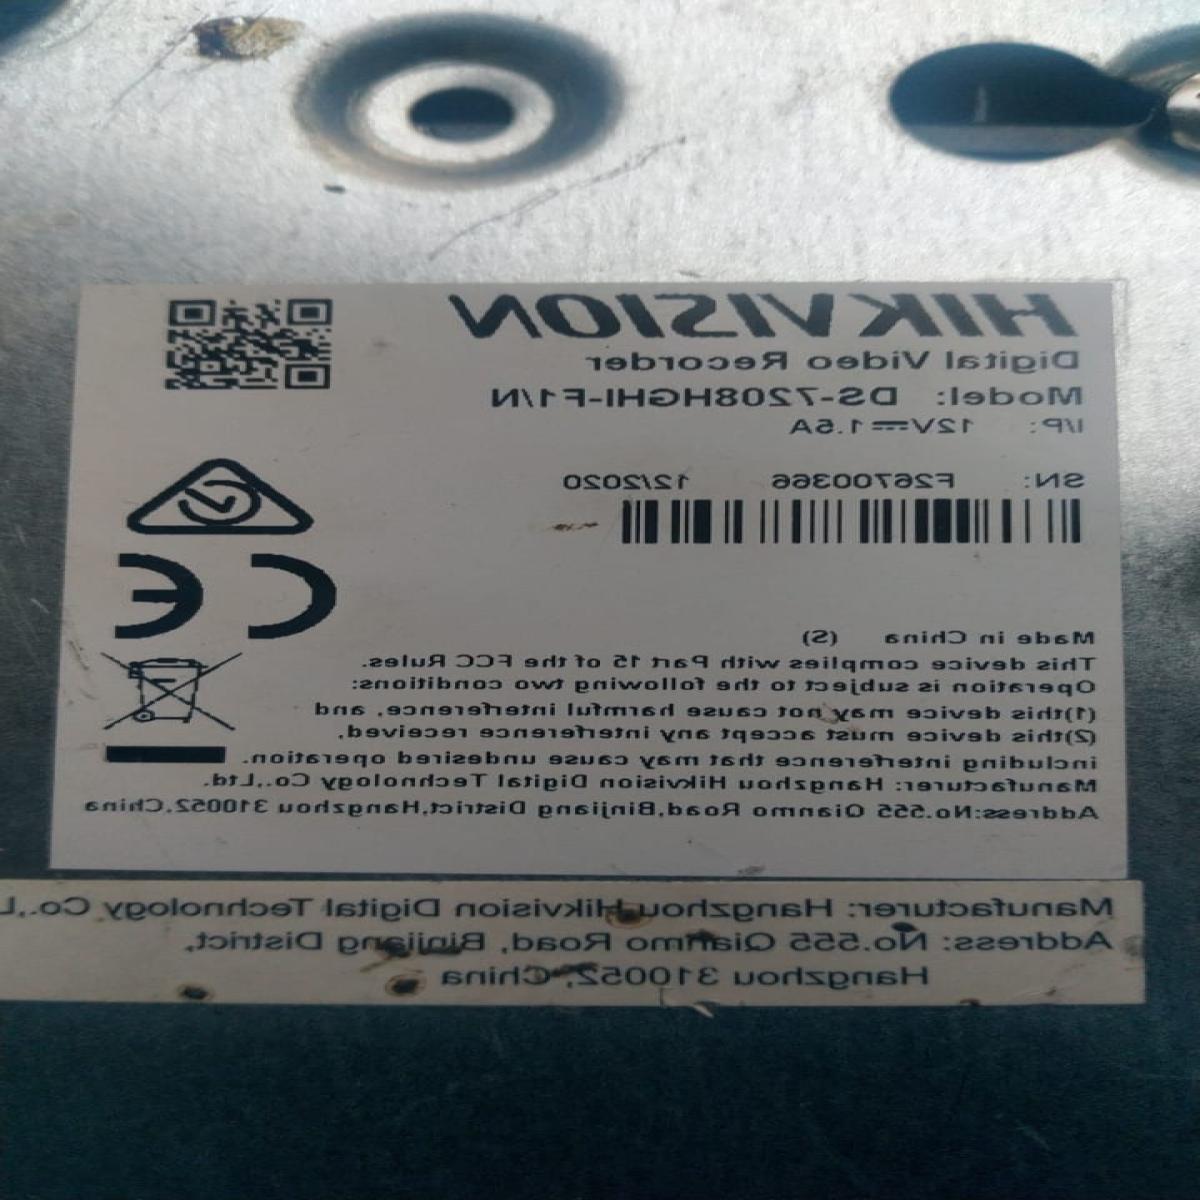 HIKVISION
Digital Video Recorder
Model: DS-7208HGHI-F1/N
I/P: 12V⎓1.5A
SN: F26700366 12/2020
Made in China (S)
This device complies with Part 15 of the FCC Rules.
Operation is subject to the following two conditions:
(1)this device may not cause harmful interference, and
(2)this device must accept any interference received,
including interference that may cause undesired operation.
Manufacturer: Hangzhou Hikvision Digital Technology Co.,Ltd.
Address:No.555 Qianmo Road,Binjiang District,Hangzhou 310052,China
CE
Manufacturer: Hangzhou Hikvision Digital Technology Co.,L
Address: No.555 Qianmo Road, Binjiang District,
Hangzhou 310052, China